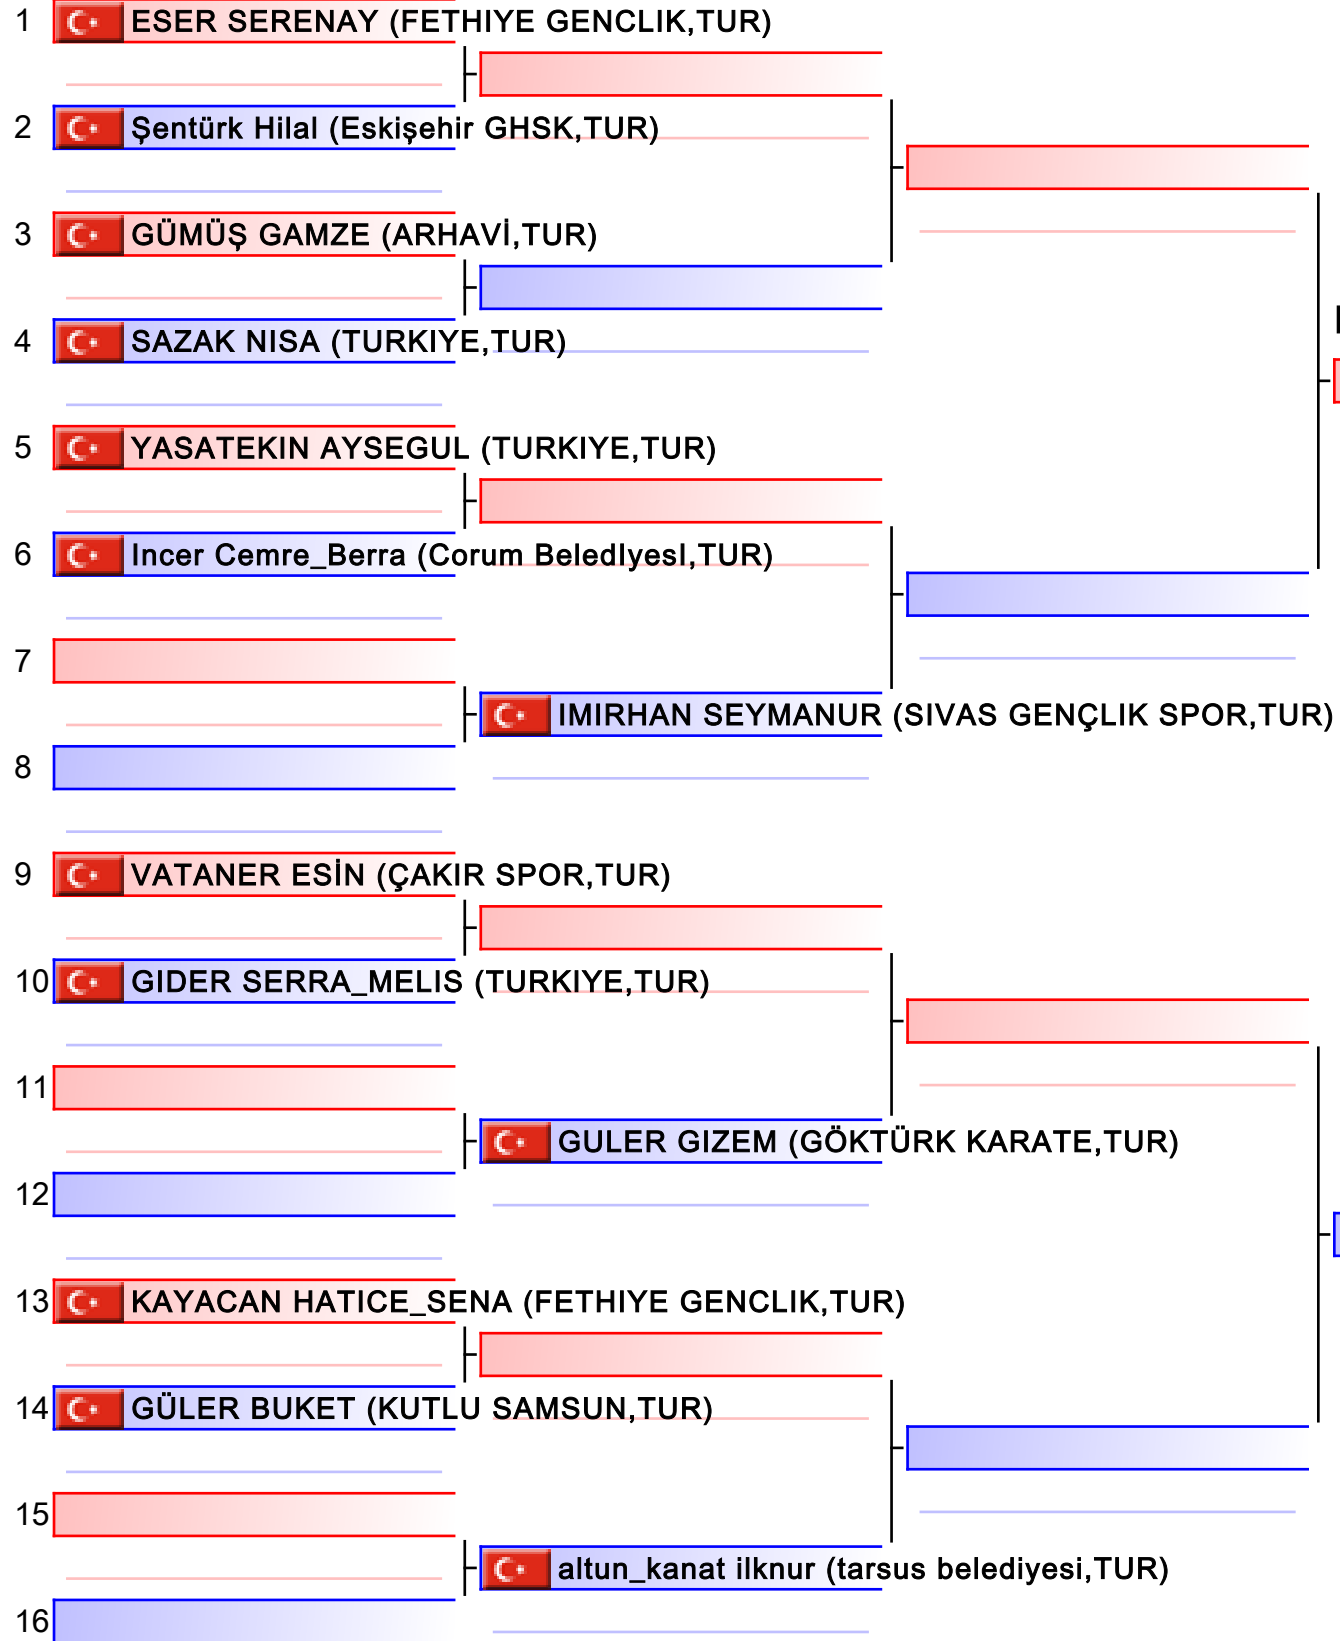 1 ESER SERENAY (FETHIYE GENCLIK,TUR)
2 Şentürk Hilal (Eskişehir GHSK,TUR)
3 GÜMÜŞ GAMZE (ARHAVİ,TUR)
4 SAZAK NISA (TURKIYE,TUR)
5 YASATEKIN AYSEGUL (TURKIYE,TUR)
6 Incer Cemre_Berra (Corum BeledIyesI,TUR)
7
IMIRHAN SEYMANUR (SIVAS GENÇLIK SPOR,TUR)
8
9 VATANER ESİN (ÇAKIR SPOR,TUR)
10 GIDER SERRA_MELIS (TURKIYE,TUR)
11
GULER GIZEM (GÖKTÜRK KARATE,TUR)
12
13 KAYACAN HATICE_SENA (FETHIYE GENCLIK,TUR)
14 GÜLER BUKET (KUTLU SAMSUN,TUR)
15
altun_kanat ilknur (tarsus belediyesi,TUR)
16